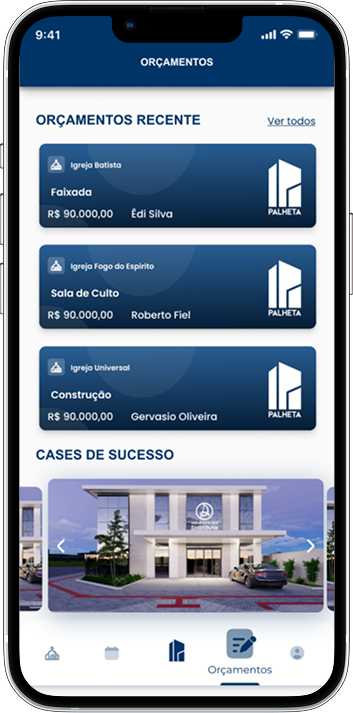 9:41
ORÇAMENTOS
ORÇAMENTOS RECENTE
Ver todos
Igreja Batista
Faixada
R$ 90.000,00 Êdi Silva
PALHETA
Igreja Fogo do Espirito
Sala de Culto
R$ 90.000,00 Roberto Fiel
PALHETA
Igreja Universal
Construção
R$ 90.000,00 Gervasio Oliveira
PALHETA
CASES DE SUCESSO
Orçamentos